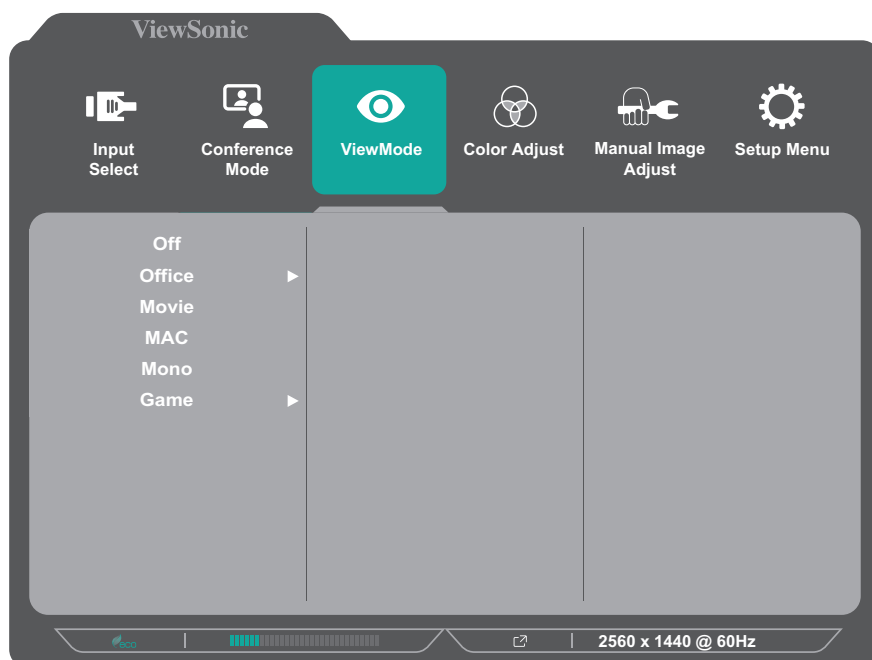 ViewSonic
Input
Select
Conference
Mode
ViewMode
Color Adjust
Manual Image
Adjust
Setup Menu
Off
Office
Movie
MAC
Mono
Game
eco
2560 x 1440 @ 60Hz